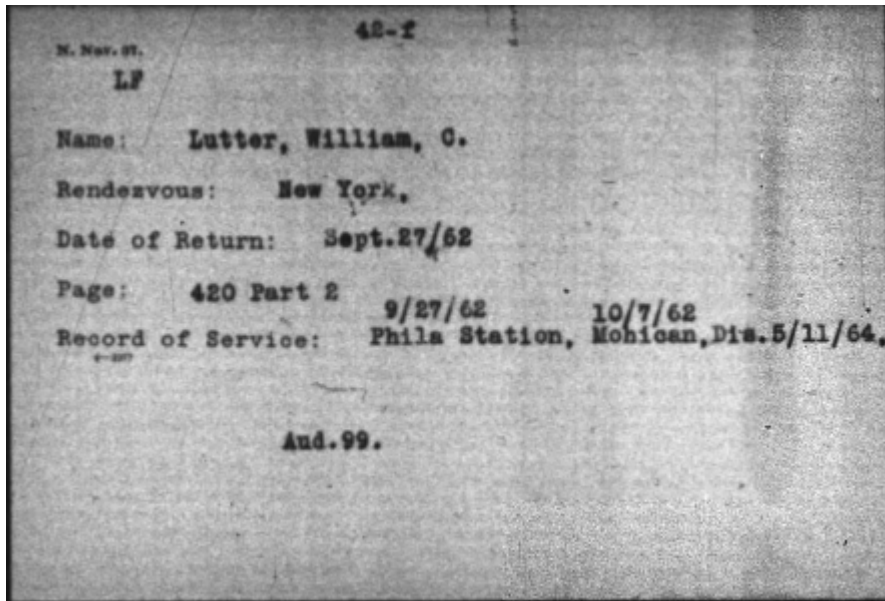 42-f
N. Nav. 27.
LF
Name: Lutter, William, C.
Rendezvous: New York,
Date of Return: Sept.27/62
Page: 420 Part 2
9/27/62 10/7/62
Record of Service: Phila Station, Mohican,Dis.5/11/64,
Aud.99.